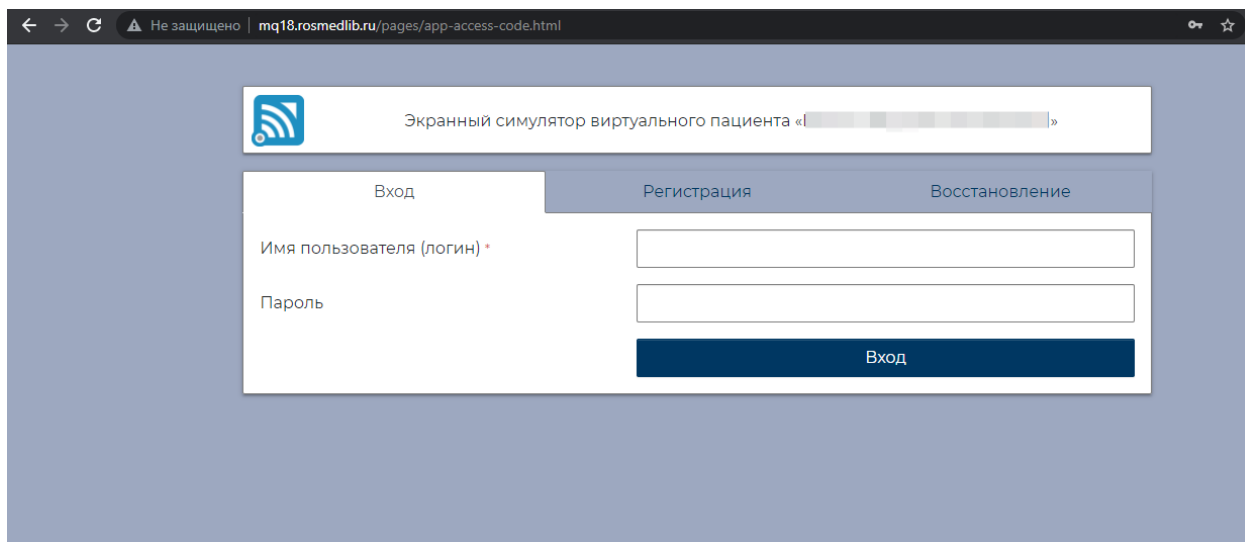 Не защищено | mq18.rosmedlib.ru/pages/app-access-code.html
Экранный симулятор виртуального пациента « »
Вход Регистрация Восстановление
Имя пользователя (логин) *
Пароль
Вход